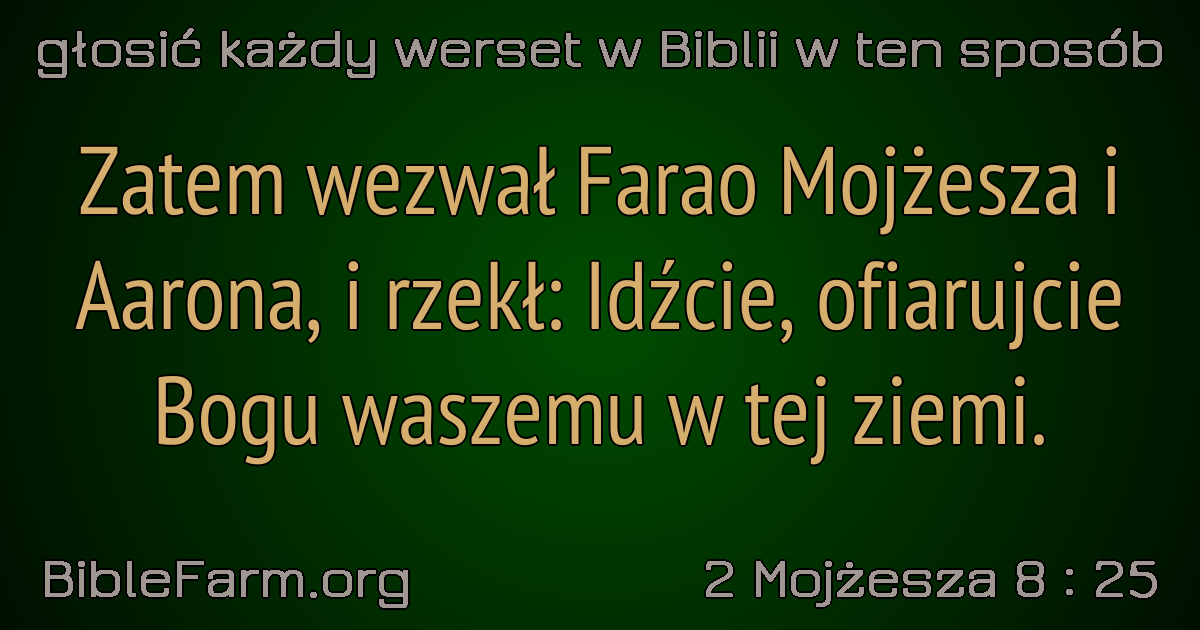 głosić każdy werset w Biblii w ten sposób
Zatem wezwał Farao Mojżesza i
Aarona, i rzekł: Idźcie, ofiarujcie
Bogu waszemu w tej ziemi.
BibleFarm.org
2 Mojżesza 8 : 25